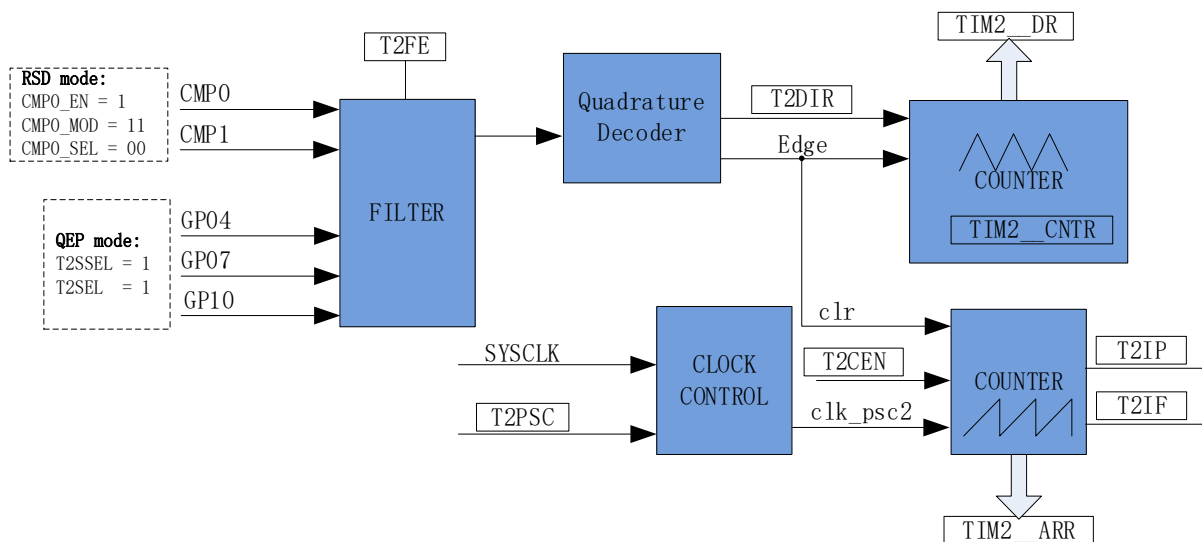 TIM2__DR
T2FE
RSD mode:
CMP0_EN = 1
CMP0_MOD = 11
CMP0_SEL = 00
CMP0
CMP1
Quadrature
Decoder
T2DIR
Edge
COUNTER
TIM2__CNTR
FILTER
QEP mode:
T2SSEL = 1
T2SEL = 1
GP04
GP07
GP10
SYSCLK
T2PSC
CLOCK
CONTROL
clr
T2CEN
clk_psc2
COUNTER
T2IP
T2IF
TIM2__ARR